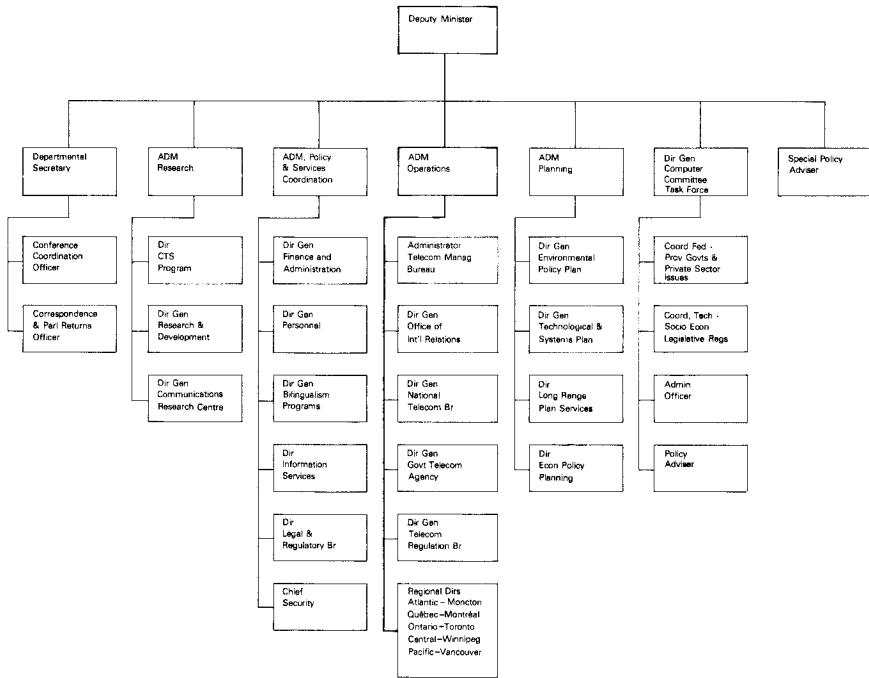 Deputy Minister
Departmental
Secretary
ADM
Research
ADM, Policy
& Services
Coordination
ADM
Operations
ADM
Planning
Dir Gen
Computer
Committee
Task Force
Special Policy
Adviser
Conference
Coordination
Officer
Correspondence
& Parl Returns
Officer
Dir
CTS
Program
Dir Gen
Research &
Development
Dir Gen
Communications
Research Centre
Dir Gen
Finance and
Administration
Dir Gen
Personnel
Dir Gen
Bilingualism
Programs
Dir
Information
Services
Dir
Legal &
Regulatory Br
Chief
Security
Administrator
Telecom Manag
Bureau
Dir Gen
Office of
Int'l Relations
Dir Gen
National
Telecom Br
Dir Gen
Govt Telecom
Agency
Dir Gen
Telecom
Regulation Br
Regional Dirs
Atlantic–Moncton
Québec–Montréal
Ontario–Toronto
Central–Winnipeg
Pacific–Vancouver
Dir Gen
Environmental
Policy Plan
Dir Gen
Technological &
Systems Plan
Dir
Long Range
Plan Services
Dir
Econ Policy
Planning
Coord Fed -
Prov Govts &
Private Sector
Issues
Coord, Tech -
Socio Econ
Legislative Regs
Admin
Officer
Policy
Adviser